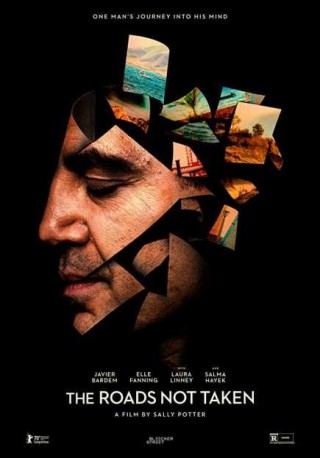 ONE MAN'S JOURNEY INTO HIS MIND
JAVIER BARDEM
ELLE FANNING
WITH LAURA LINNEY
AND SALMA HAYEK
THE ROADS NOT TAKEN
A FILM BY SALLY POTTER
BLEECKER
STREET
R